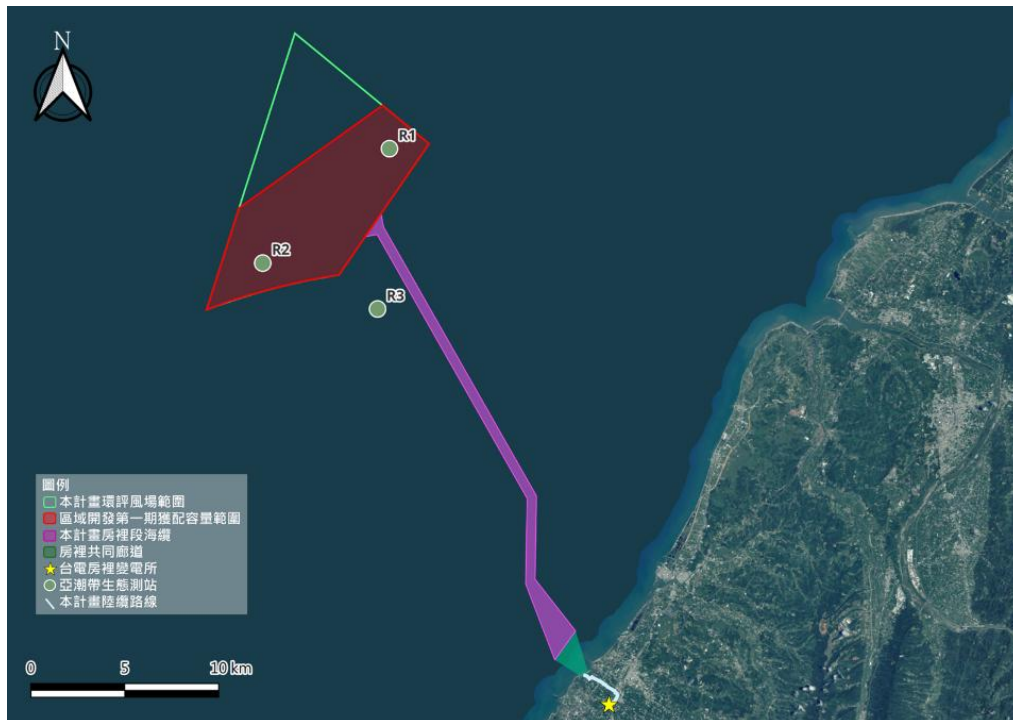 N
R1
R2
R3
圖例
本計畫環評風場範圍
區域開發第一期獲配容量範圍
本計畫房裡段海纜
房裡共同廊道
台電房裡變電所
亞潮帶生態測站
本計畫陸纜路線
0 5 10 km